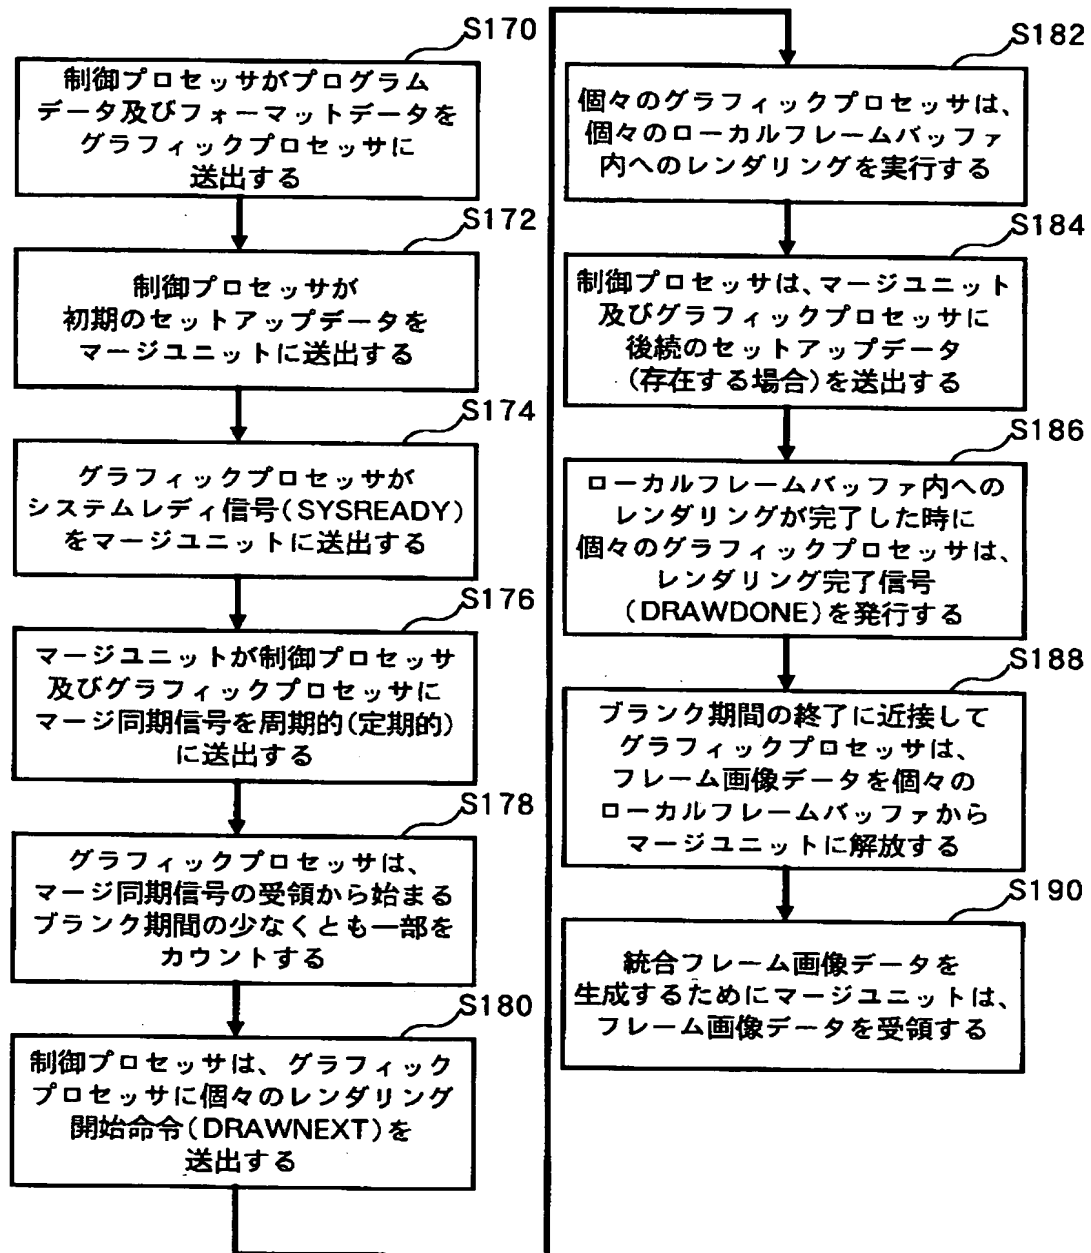 S170
制御プロセッサがプログラム
データ及びフォーマットデータを
グラフィックプロセッサに
送出する
S172
制御プロセッサが
初期のセットアップデータを
マージユニットに送出する
S174
グラフィックプロセッサが
システムレディ信号(SYSREADY)
をマージユニットに送出する
S176
マージユニットが制御プロセッサ
及びグラフィックプロセッサに
マージ同期信号を周期的(定期的)
に送出する
S178
グラフィックプロセッサは、
マージ同期信号の受領から始まる
ブランク期間の少なくとも一部を
カウントする
S180
制御プロセッサは、グラフィック
プロセッサに個々のレンダリング
開始命令(DRAWNEXT)を
送出する
S182
個々のグラフィックプロセッサは、
個々のローカルフレームバッファ
内へのレンダリングを実行する
S184
制御プロセッサは、マージユニット
及びグラフィックプロセッサに
後続のセットアップデータ
(存在する場合)を送出する
S186
ローカルフレームバッファ内への
レンダリングが完了した時に
個々のグラフィックプロセッサは、
レンダリング完了信号
(DRAWDONE)を発行する
S188
ブランク期間の終了に近接して
グラフィックプロセッサは、
フレーム画像データを個々の
ローカルフレームバッファから
マージユニットに解放する
S190
統合フレーム画像データを
生成するためにマージユニットは、
フレーム画像データを受領する